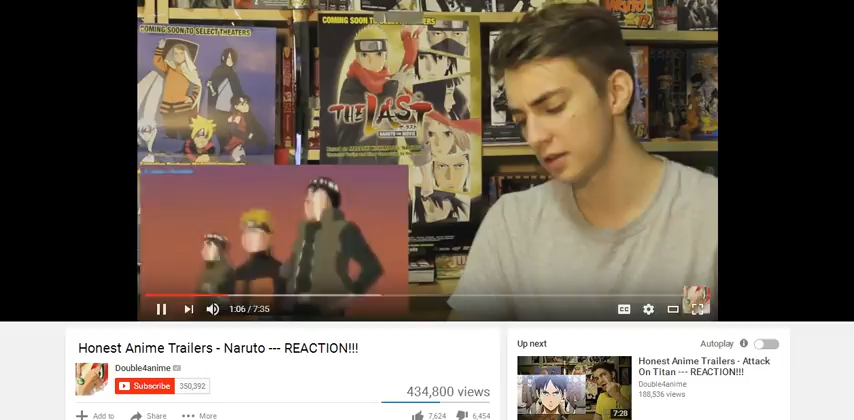 COMING SOON TO SELECT THEATERS
COMING SOON TO SELECT THEATERS
THE LAST
NARUTO THE MOVIE
1:06 / 7:35
CC
Honest Anime Trailers - Naruto --- REACTION!!!
Double4anime
Subscribe 350,392
434,800 views
Add to Share More
7,624 6,454
Up next
Autoplay
Honest Anime Trailers - Attack
On Titan --- REACTION!!!
Double4anime
188,536 views
7:28